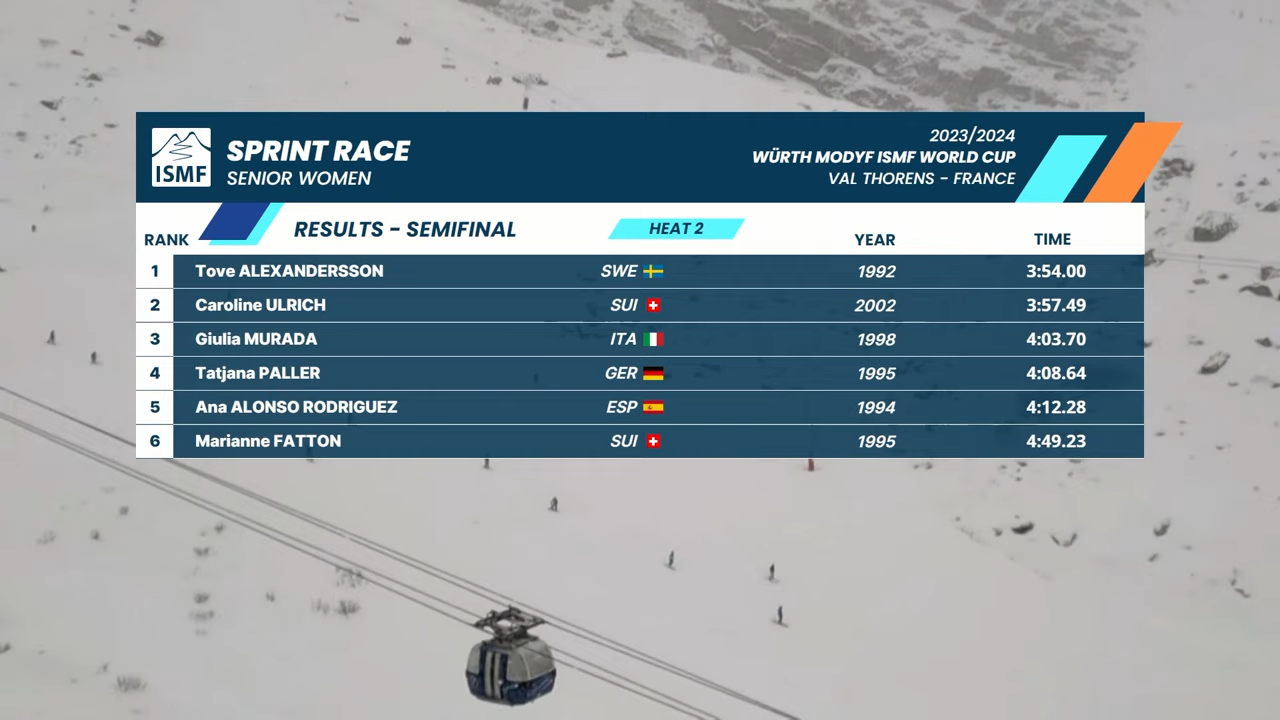 ISMF
SPRINT RACE
SENIOR WOMEN
2023/2024
WÜRTH MODYF ISMF WORLD CUP
VAL THORENS - FRANCE
RANK RESULTS - SEMIFINAL HEAT 2 YEAR TIME
1 Tove ALEXANDERSSON SWE 1992 3:54.00
2 Caroline ULRICH SUI 2002 3:57.49
3 Giulia MURADA ITA 1998 4:03.70
4 Tatjana PALLER GER 1995 4:08.64
5 Ana ALONSO RODRIGUEZ ESP 1994 4:12.28
6 Marianne FATTON SUI 1995 4:49.23